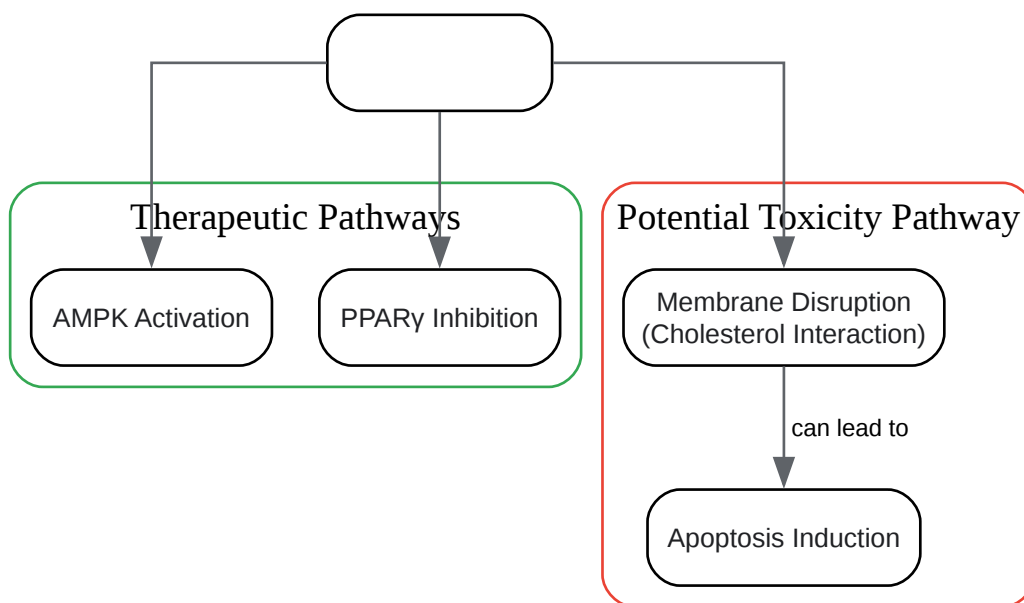 Therapeutic Pathways
AMPK Activation
PPARγ Inhibition
Potential Toxicity Pathway
Membrane Disruption
(Cholesterol Interaction)
can lead to
Apoptosis Induction